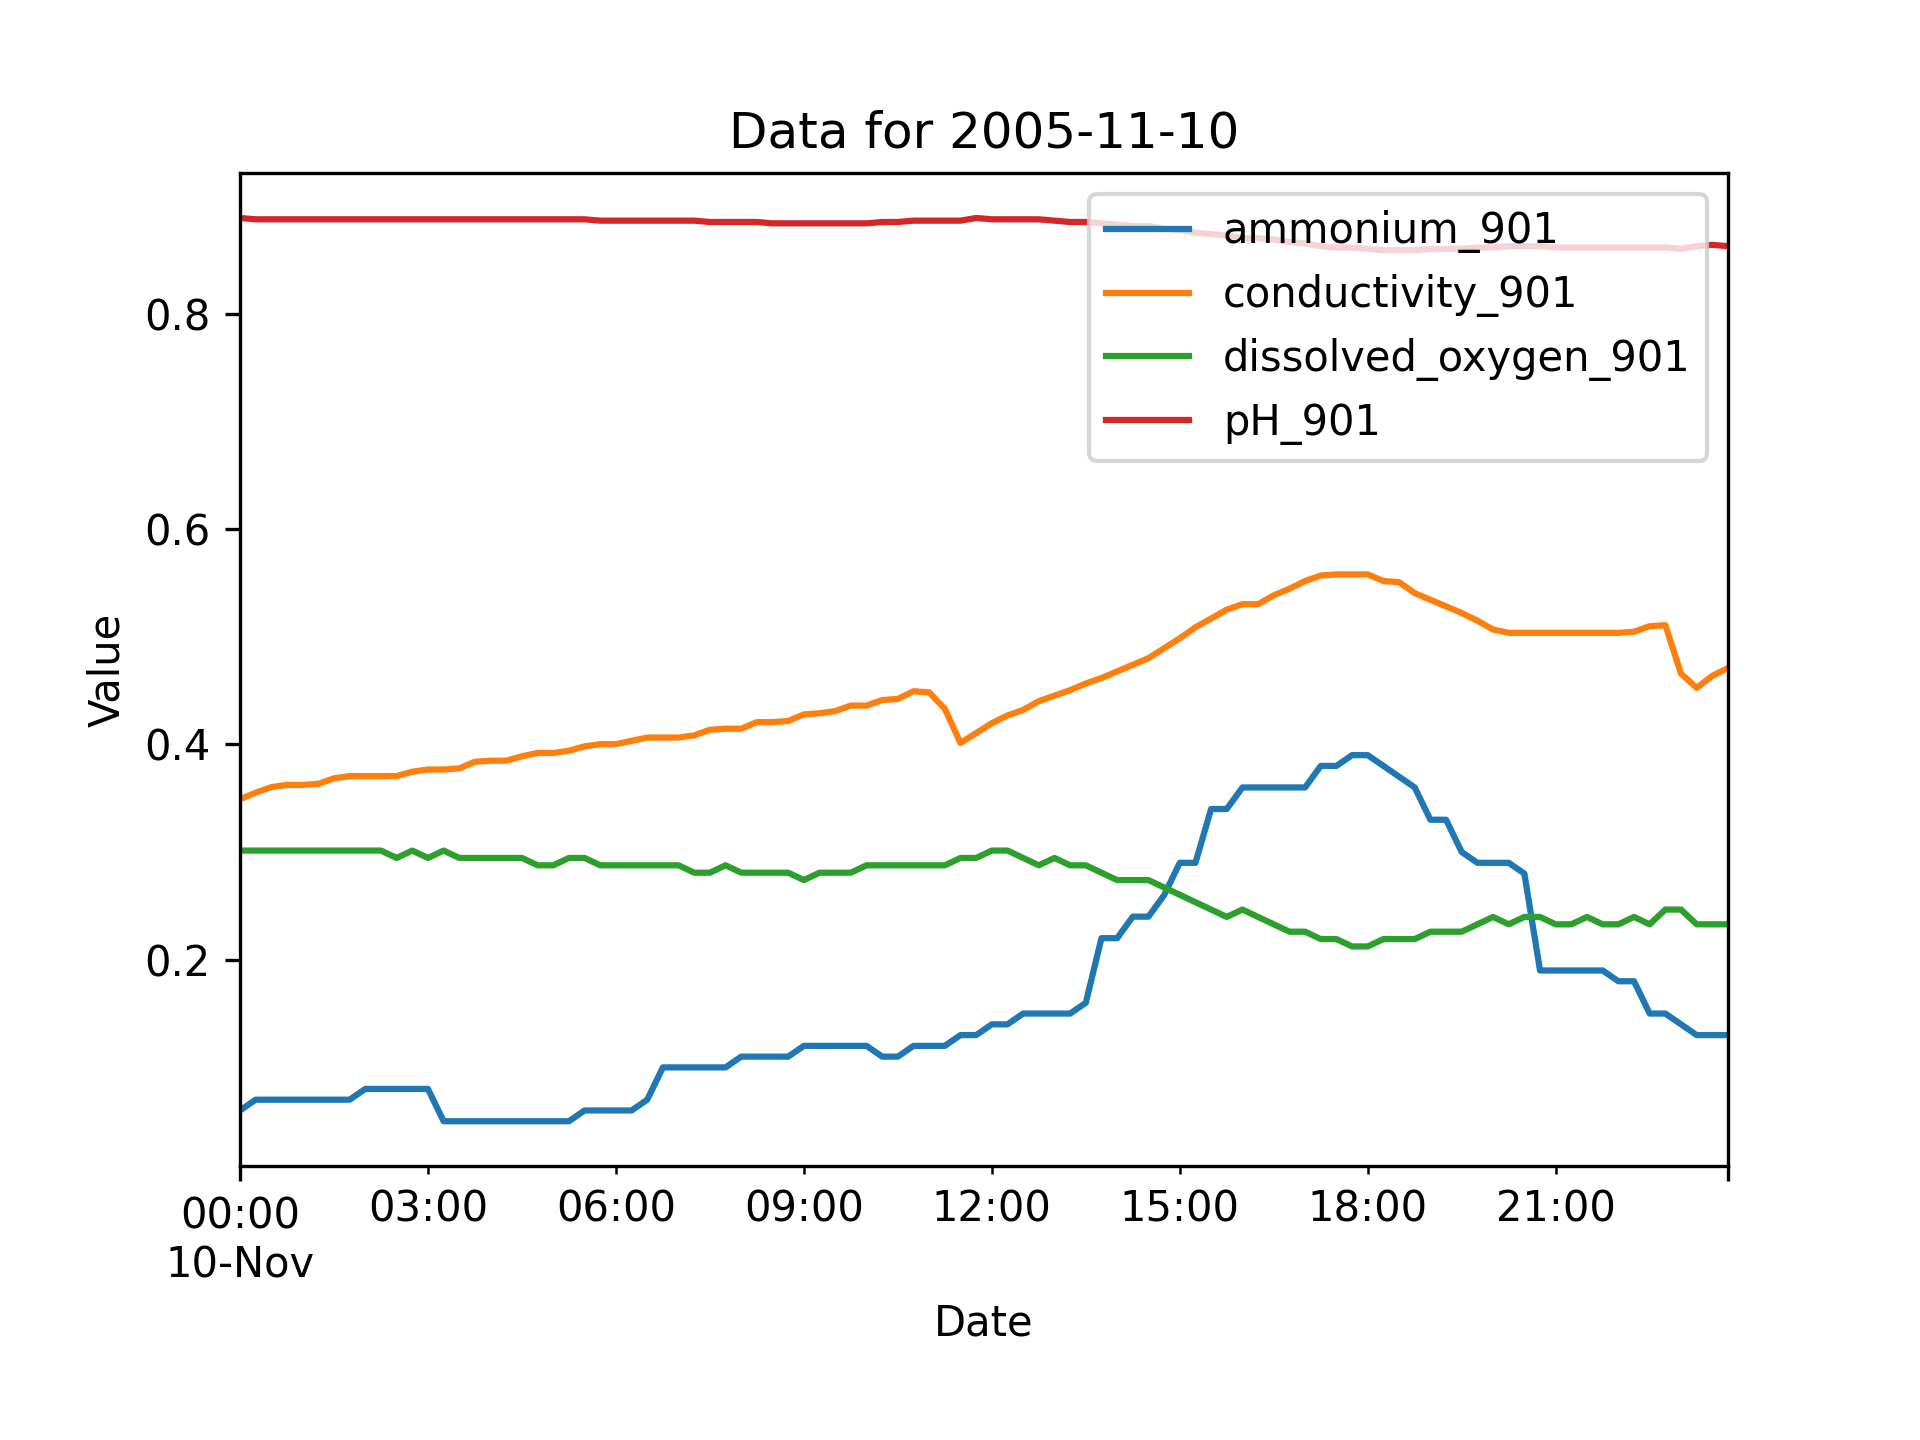 Data for 2005-11-10
ammonium_901
conductivity_901
dissolved_oxygen_901
pH_901
0.8
0.6
0.4
0.2
Value
00:00 03:00 06:00 09:00 12:00 15:00 18:00 21:00
10-Nov
Date